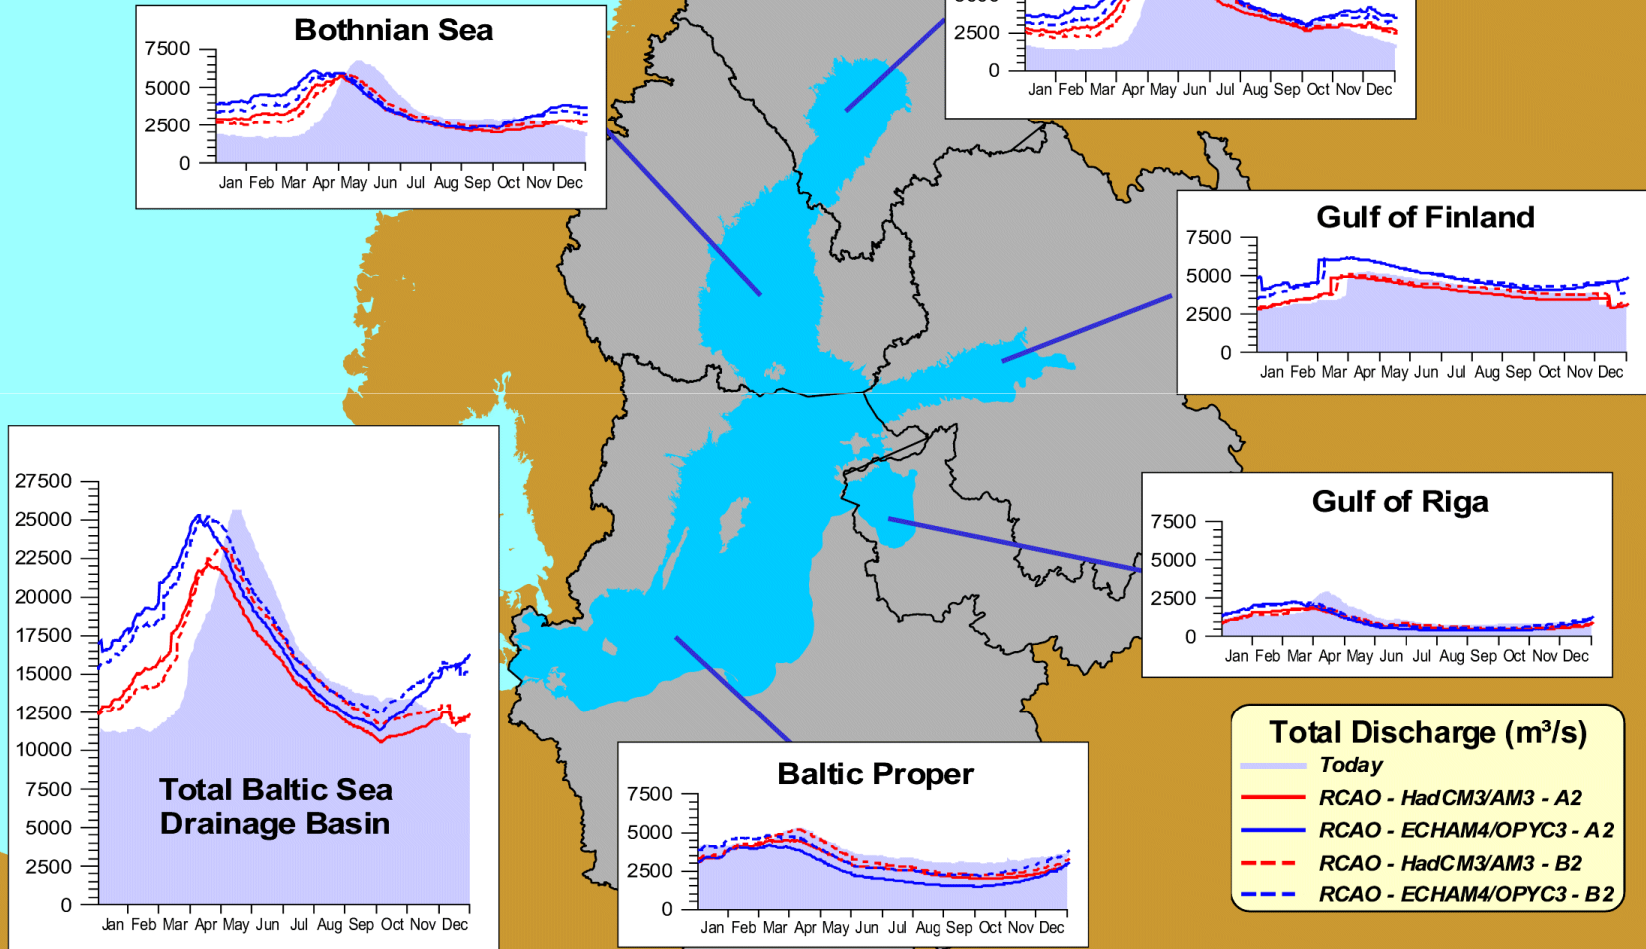 Bothnian Sea
7500
5000
2500
0
Jan Feb Mar Apr May Jun Jul Aug Sep Oct Nov Dec
2500
0
Jan Feb Mar Apr May Jun Jul Aug Sep Oct Nov Dec
Gulf of Finland
7500
5000
2500
0
Jan Feb Mar Apr May Jun Jul Aug Sep Oct Nov Dec
27500
25000
22500
20000
17500
15000
12500
10000
7500
5000
2500
0
Total Baltic Sea
Drainage Basin
Jan Feb Mar Apr May Jun Jul Aug Sep Oct Nov Dec
Gulf of Riga
7500
5000
2500
0
Jan Feb Mar Apr May Jun Jul Aug Sep Oct Nov Dec
Baltic Proper
7500
5000
2500
0
Jan Feb Mar Apr May Jun Jul Aug Sep Oct Nov Dec
Total Discharge (m³/s)
Today
RCAO - HadCM3/AM3 - A2
RCAO - ECHAM4/OPYC3 - A2
RCAO - HadCM3/AM3 - B2
RCAO - ECHAM4/OPYC3 - B2